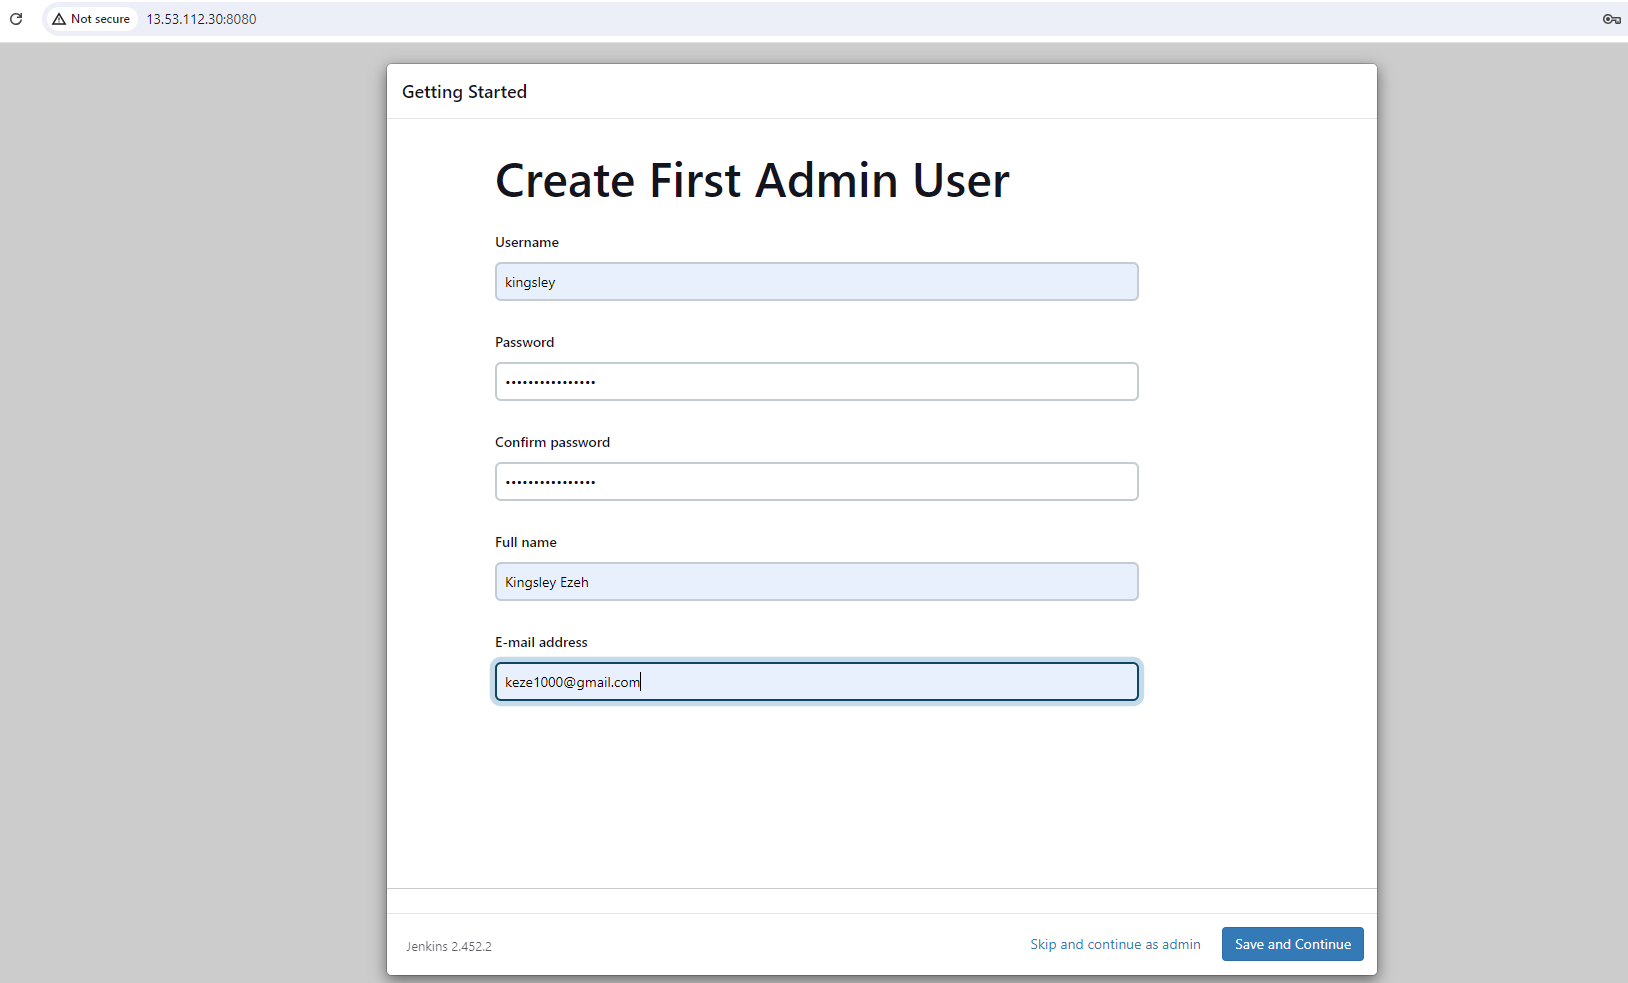 Not secure 13.53.112.30:8080
Getting Started
Create First Admin User
Username
kingsley
Password
••••••••••••••••
Confirm password
••••••••••••••••
Full name
Kingsley Ezeh
E-mail address
keze1000@gmail.com
Jenkins 2.452.2 Skip and continue as admin Save and Continue